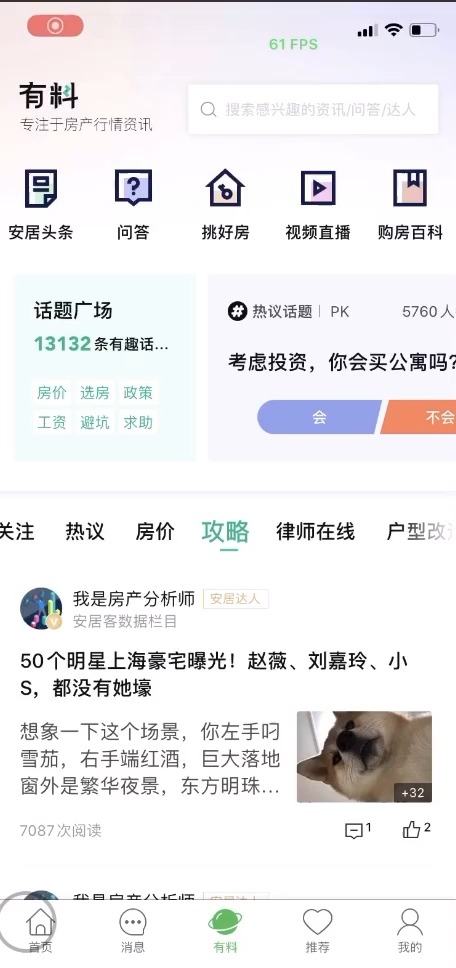 61 FPS
有料
专注于房产行情资讯
搜索感兴趣的资讯/问答/达人
安居头条
问答
挑好房
视频直播
购房百科
话题广场
13132条有趣话...
房价 选房 政策
工资 避坑 求助
热议话题 PK 5760人
考虑投资，你会买公寓吗?
会
不会
关注 热议 房价 攻略 律师在线 户型改
我是房产分析师 安居达人
安居客数据栏目
50个明星上海豪宅曝光！赵薇、刘嘉玲、小
S，都没有她壕
想象一下这个场景，你左手叼
雪茄，右手端红酒，巨大落地
窗外是繁华夜景，东方明珠...
+32
7087次阅读
1
2
我是房产分析师 安居达人
首页
消息
有料
推荐
我的